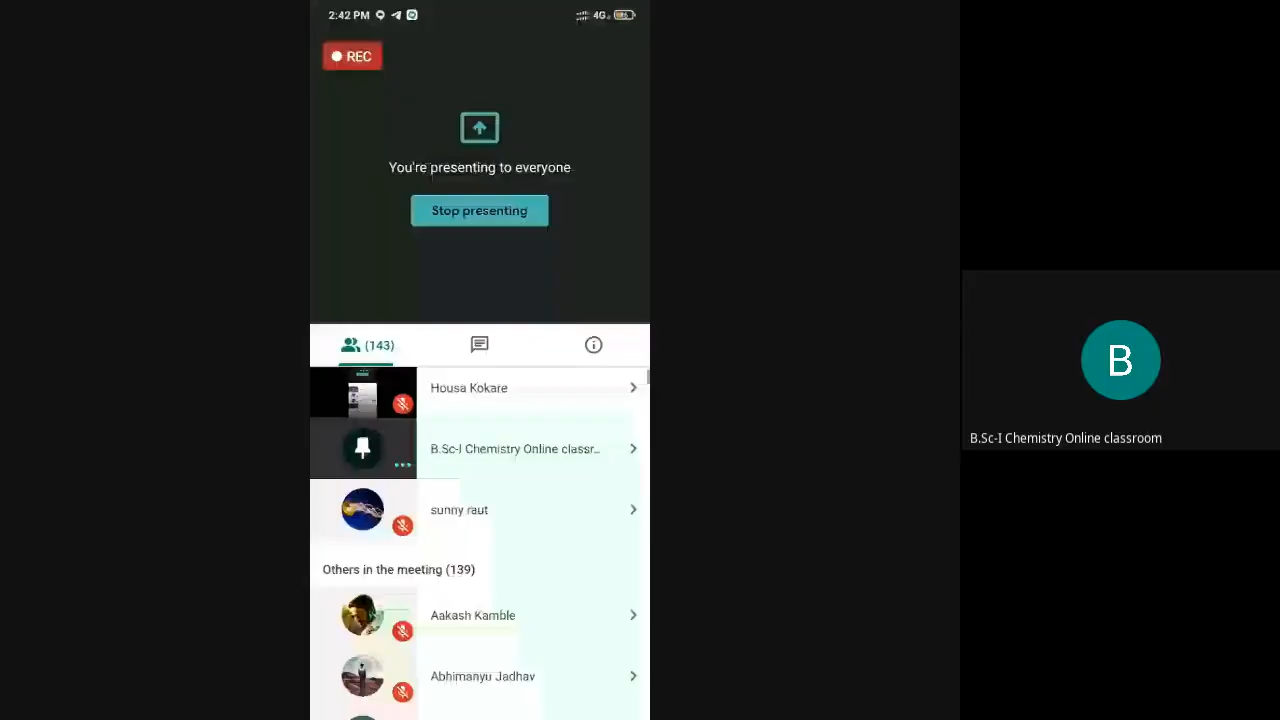 2:42 PM
4G
REC
You're presenting to everyone
Stop presenting
(143)
Housa Kokare
B.Sc-I Chemistry Online classr...
sunny raut
Others in the meeting (139)
Aakash Kamble
Abhimanyu Jadhav
B
B.Sc-I Chemistry Online classroom